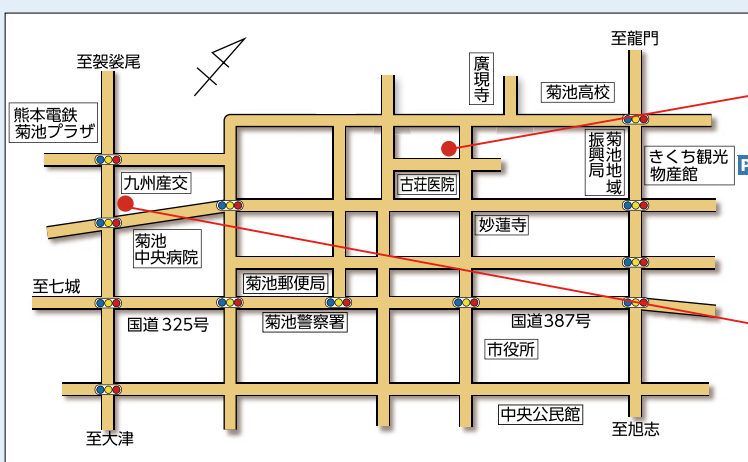 至龍門
至袈裟尾
廣現寺
菊池高校
熊本電鉄
菊池プラザ
菊池地域
振興局
きくち観光
物産館
P
九州産交
古荘医院
妙蓮寺
菊池
中央病院
至七城
菊池郵便局
国道325号
菊池警察署
国道387号
市役所
中央公民館
至大津
至旭志